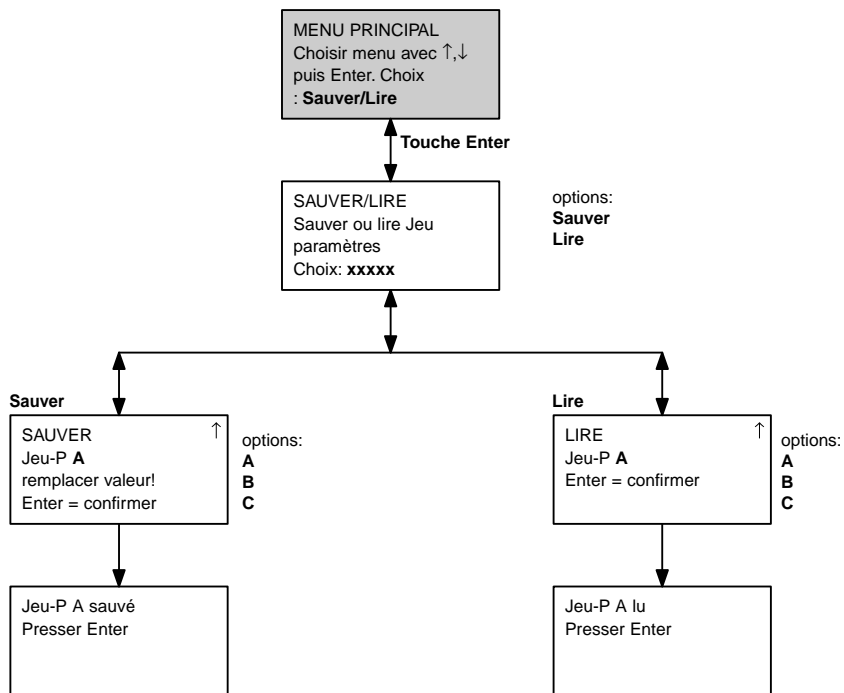 MENU PRINCIPAL
Choisir menu avec ↑,↓
puis Enter. Choix
: Sauver/Lire
Touche Enter
SAUVER/LIRE
Sauver ou lire Jeu
paramètres
Choix: xxxxx
options:
Sauver
Lire
Sauver
SAUVER ↑
Jeu-P A
remplacer valeur!
Enter = confirmer
options:
A
B
C
Lire
LIRE ↑
Jeu-P A
Enter = confirmer
options:
A
B
C
Jeu-P A sauvé
Presser Enter
Jeu-P A lu
Presser Enter